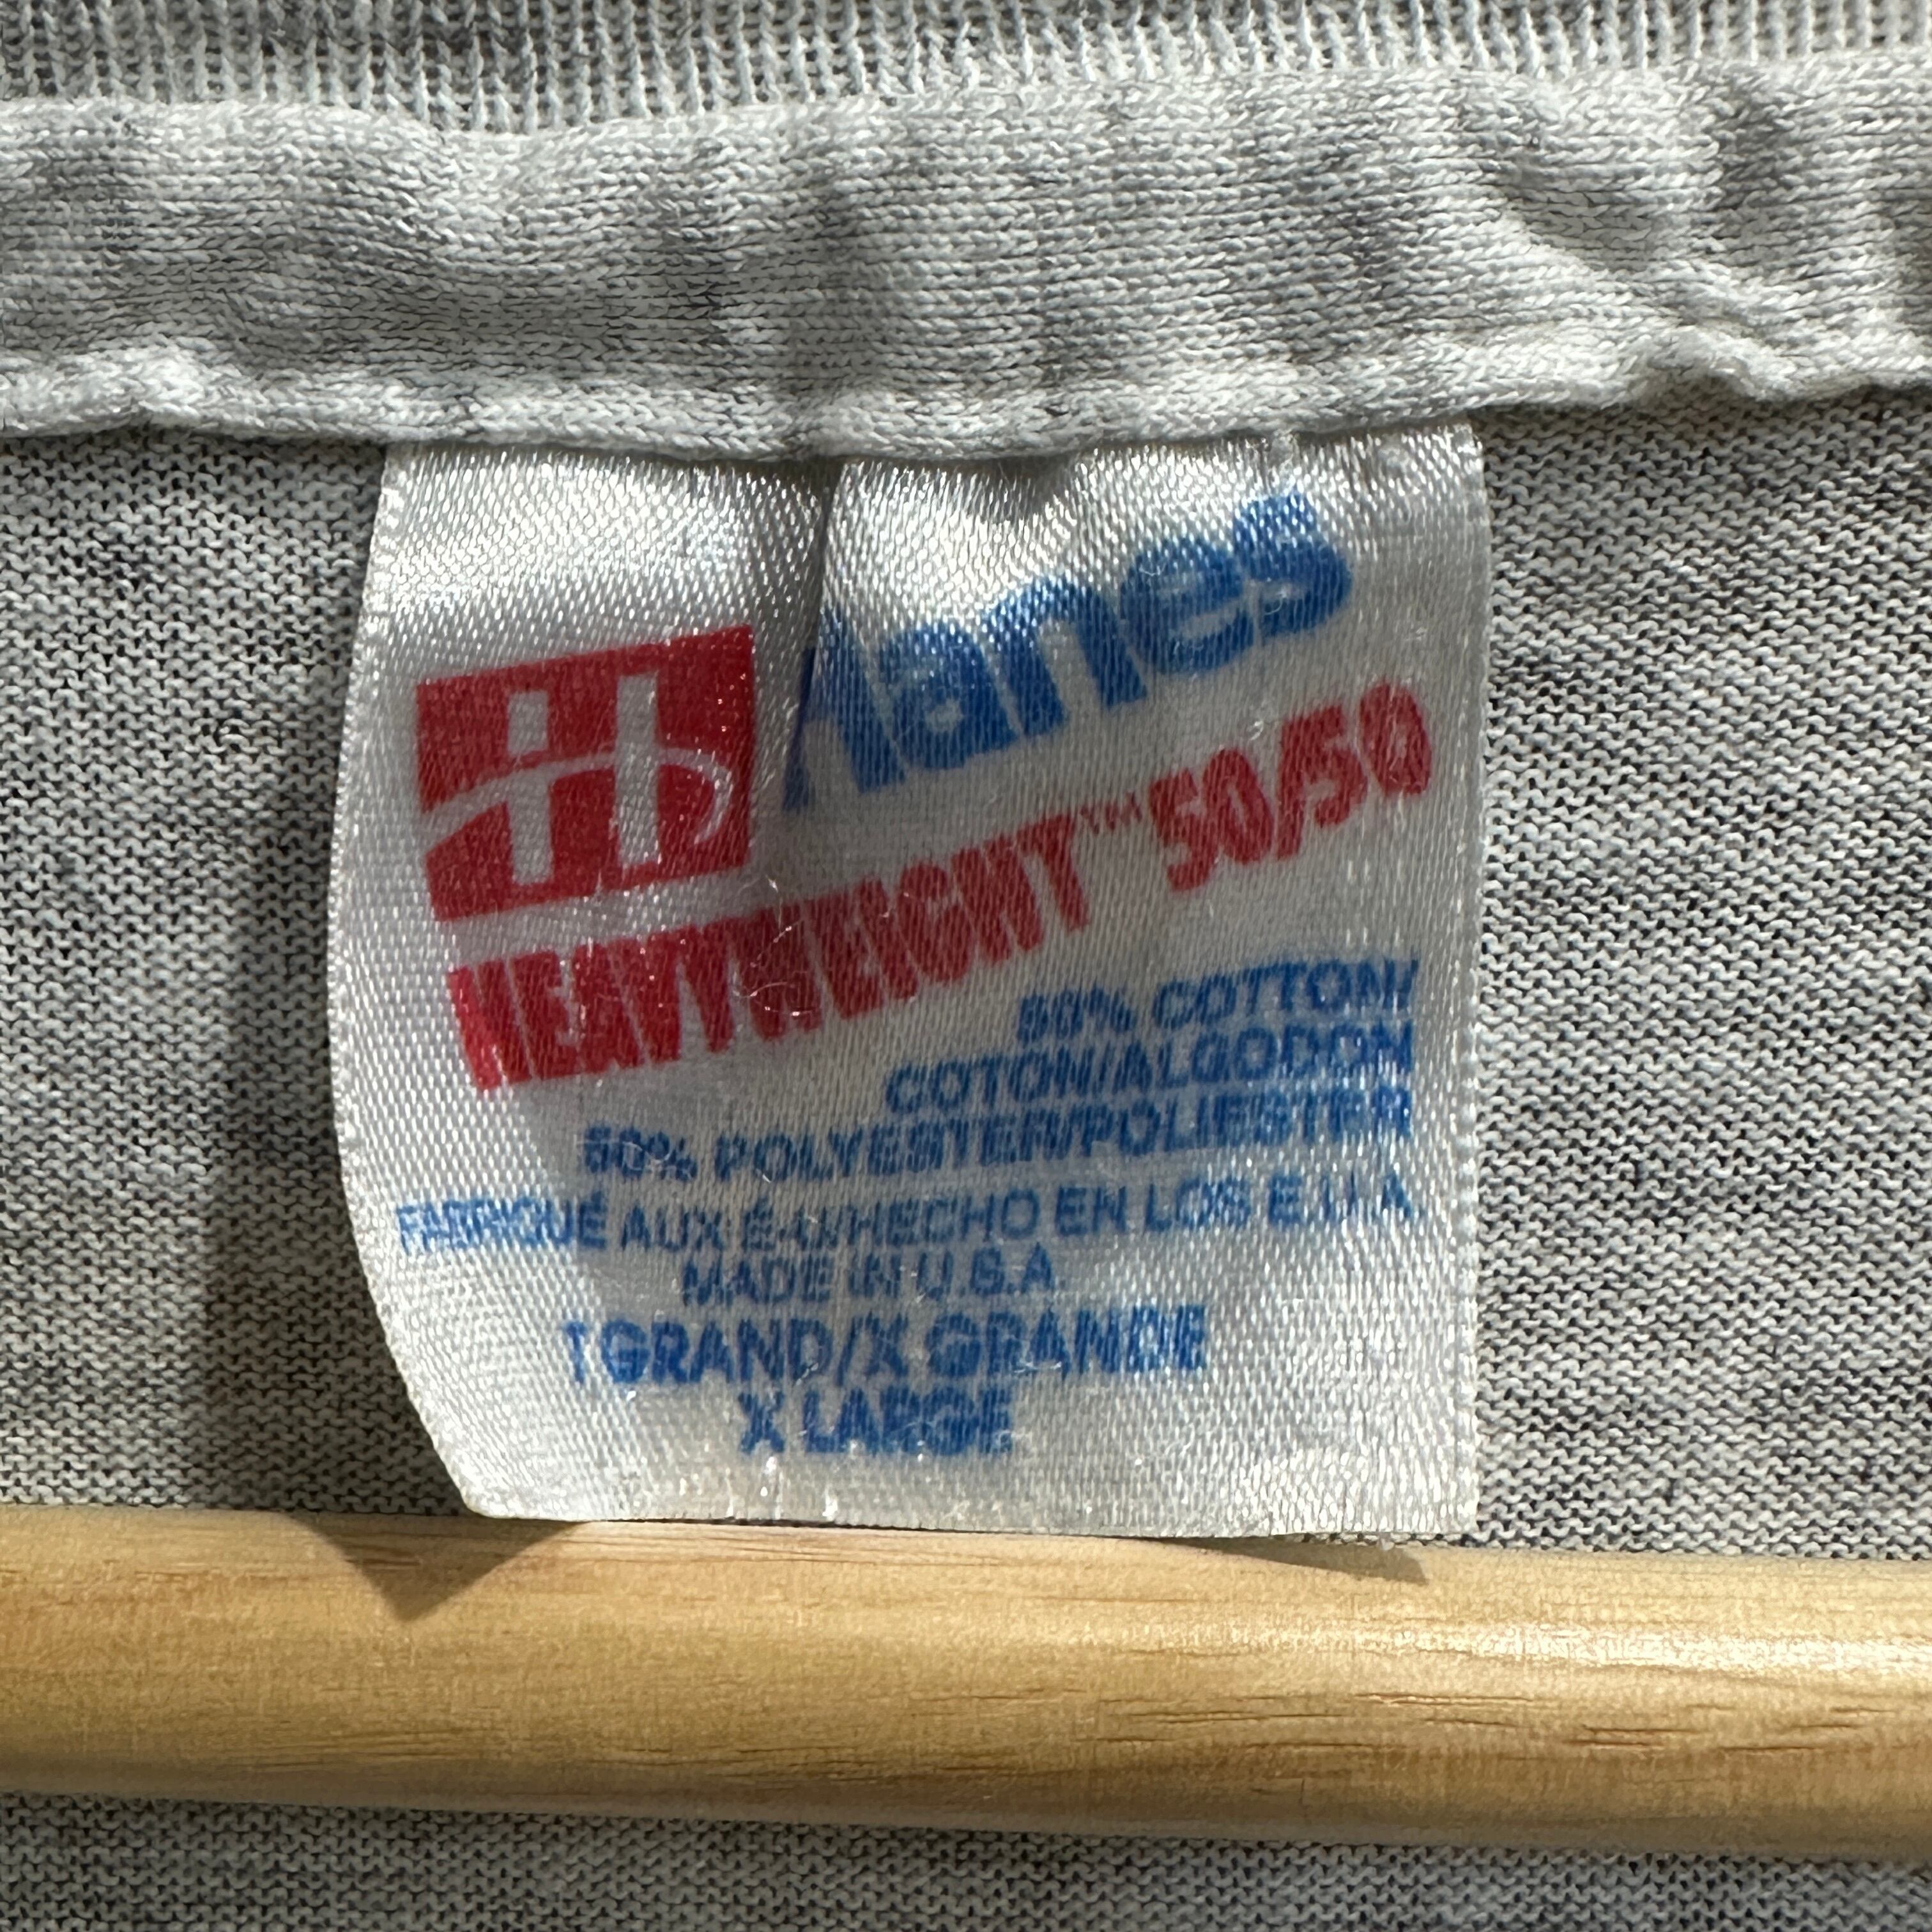 H
Hanes
HEAVYWEIGHT™ 50/50
50% COTTON/
COTON/ALGODON
50% POLYESTER/POLIESTER
FABRIQUÉ AUX É-U/HECHO EN LOS E.U.A.
MADE IN U.S.A.
T GRAND/X GRANDE
X LARGE